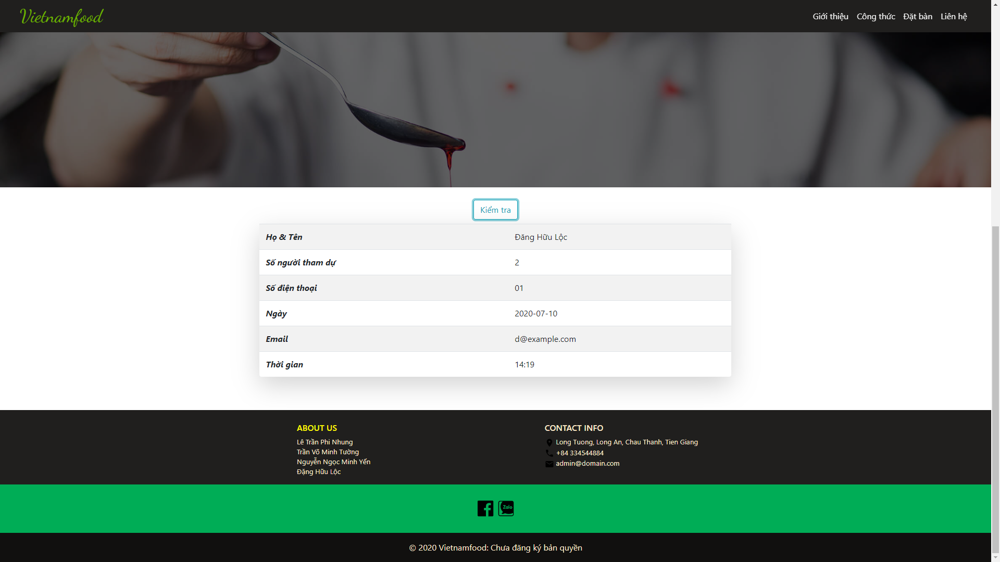 Vietnamfood
Giới thiệu Công thức Đặt bàn Liên hệ
Kiểm tra
Họ & Tên Đăng Hữu Lộc
Số người tham dự 2
Số điện thoại 01
Ngày 2020-07-10
Email d@example.com
Thời gian 14:19
ABOUT US
Lê Trần Phi Nhung
Trần Võ Minh Tường
Nguyễn Ngọc Minh Yến
Đặng Hữu Lộc
CONTACT INFO
Long Tuong, Long An, Chau Thanh, Tien Giang
+84 334544884
admin@domain.com
Zalo
© 2020 Vietnamfood: Chưa đăng ký bản quyền